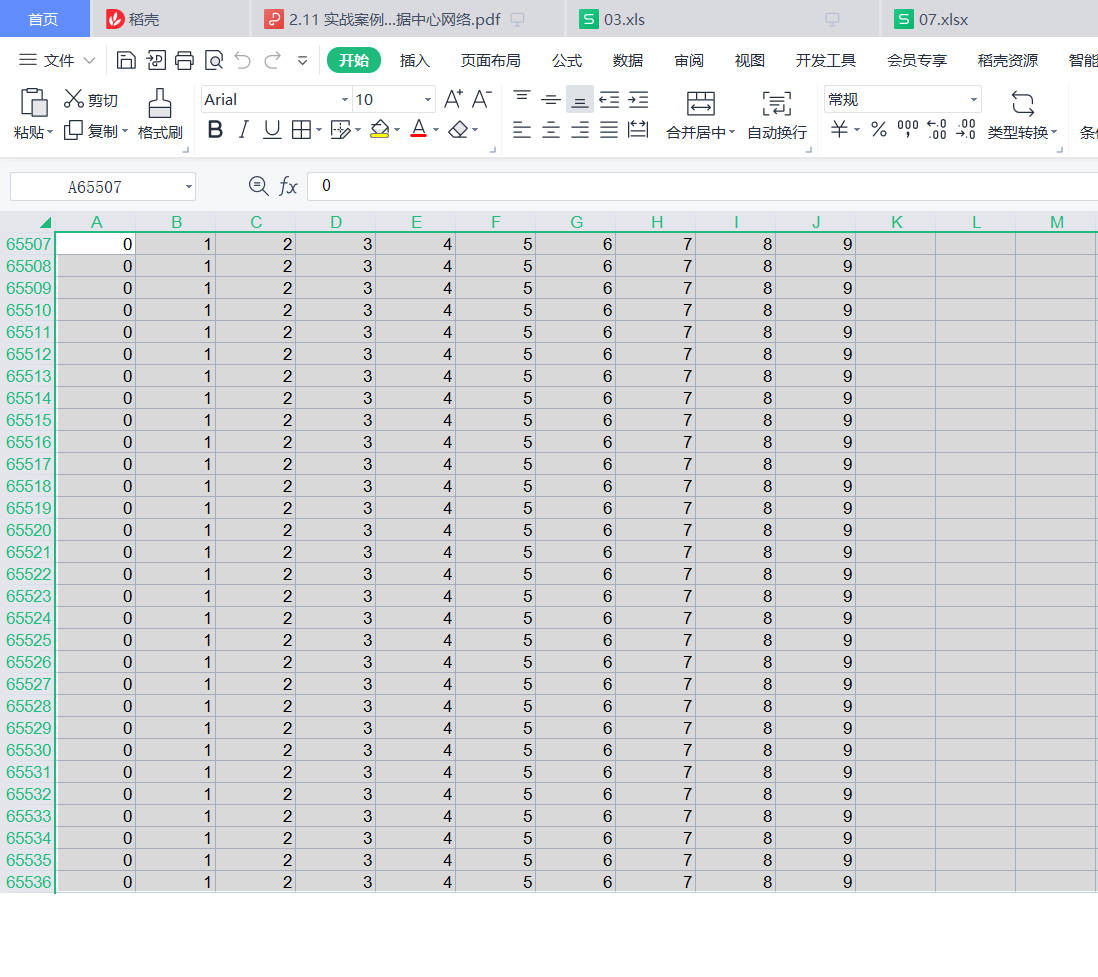 首页 稻壳 2.11 实战案例...据中心网络.pdf 03.xls 07.xlsx
文件 开始 插入 页面布局 公式 数据 审阅 视图 开发工具 会员专享 稻壳资源 智能
粘贴 剪切 复制 格式刷 Arial 10 A+ A- 合并居中 自动换行 常规 类型转换 条件
B I U A ¥ % 000 , ←.0 .00 .00 →.0
A65507 fx 0
A B C D E F G H I J K L M
65507 0 1 2 3 4 5 6 7 8 9
65508 0 1 2 3 4 5 6 7 8 9
65509 0 1 2 3 4 5 6 7 8 9
65510 0 1 2 3 4 5 6 7 8 9
65511 0 1 2 3 4 5 6 7 8 9
65512 0 1 2 3 4 5 6 7 8 9
65513 0 1 2 3 4 5 6 7 8 9
65514 0 1 2 3 4 5 6 7 8 9
65515 0 1 2 3 4 5 6 7 8 9
65516 0 1 2 3 4 5 6 7 8 9
65517 0 1 2 3 4 5 6 7 8 9
65518 0 1 2 3 4 5 6 7 8 9
65519 0 1 2 3 4 5 6 7 8 9
65520 0 1 2 3 4 5 6 7 8 9
65521 0 1 2 3 4 5 6 7 8 9
65522 0 1 2 3 4 5 6 7 8 9
65523 0 1 2 3 4 5 6 7 8 9
65524 0 1 2 3 4 5 6 7 8 9
65525 0 1 2 3 4 5 6 7 8 9
65526 0 1 2 3 4 5 6 7 8 9
65527 0 1 2 3 4 5 6 7 8 9
65528 0 1 2 3 4 5 6 7 8 9
65529 0 1 2 3 4 5 6 7 8 9
65530 0 1 2 3 4 5 6 7 8 9
65531 0 1 2 3 4 5 6 7 8 9
65532 0 1 2 3 4 5 6 7 8 9
65533 0 1 2 3 4 5 6 7 8 9
65534 0 1 2 3 4 5 6 7 8 9
65535 0 1 2 3 4 5 6 7 8 9
65536 0 1 2 3 4 5 6 7 8 9